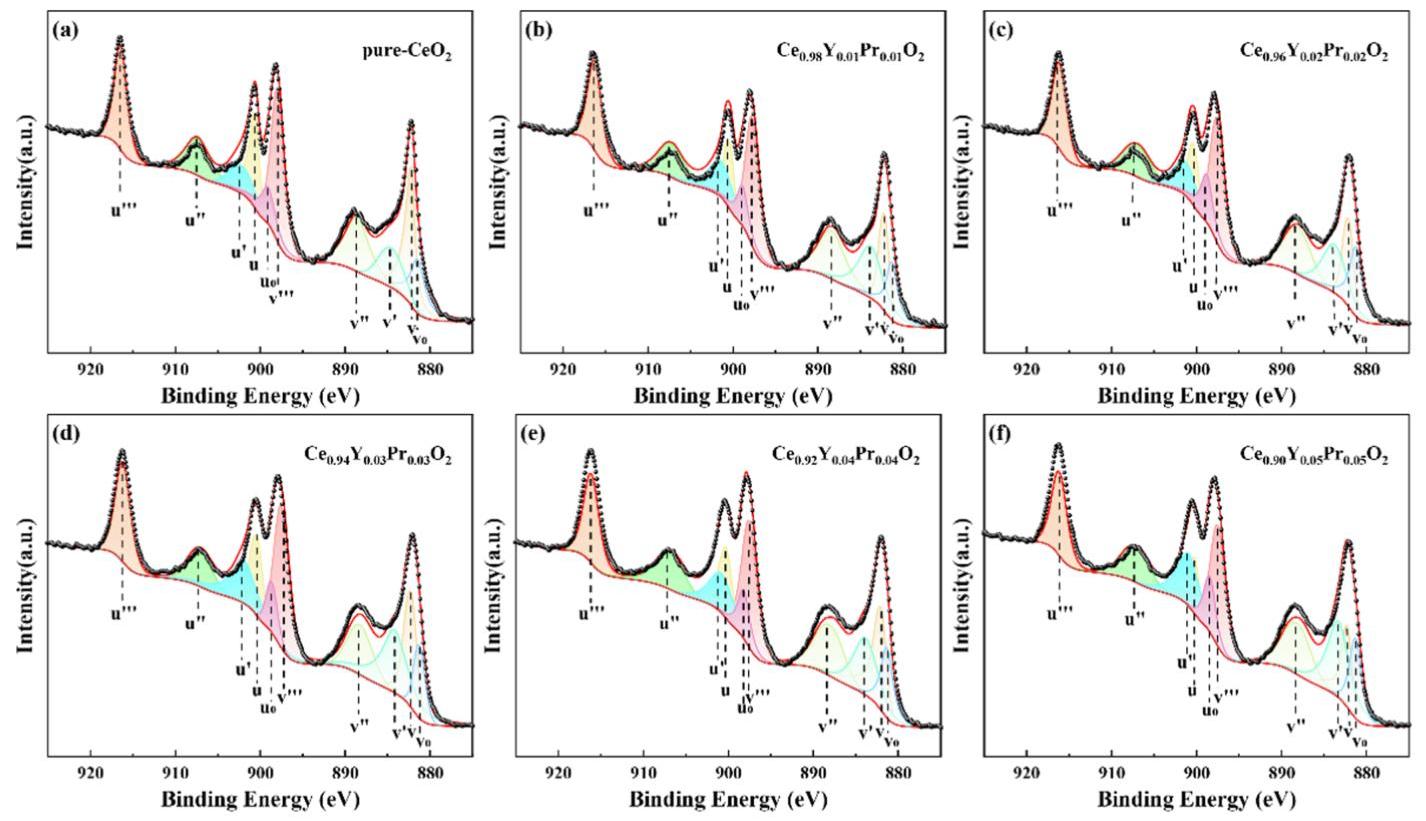 (a)
pure-CeO₂
Intensity(a.u.)
u'''
u''
u'
u
u₀
v'''
v''
v'
v
v₀
920 910 900 890 880
Binding Energy (eV)
(b)
Ce₀.₉₈Y₀.₀₁Pr₀.₀₁O₂
Intensity(a.u.)
u'''
u''
u'
u
u₀
v'''
v''
v'
v
v₀
920 910 900 890 880
Binding Energy (eV)
(c)
Ce₀.₉₆Y₀.₀₂Pr₀.₀₂O₂
Intensity(a.u.)
u'''
u''
u'
u
u₀
v'''
v''
v'
v
v₀
920 910 900 890 880
Binding Energy (eV)
(d)
Ce₀.₉₄Y₀.₀₃Pr₀.₀₃O₂
Intensity(a.u.)
u'''
u''
u'
u
u₀
v'''
v''
v'
v
v₀
920 910 900 890 880
Binding Energy (eV)
(e)
Ce₀.₉₂Y₀.₀₄Pr₀.₀₄O₂
Intensity(a.u.)
u'''
u''
u'
u
u₀
v'''
v''
v'
v
v₀
920 910 900 890 880
Binding Energy (eV)
(f)
Ce₀.₉₀Y₀.₀₅Pr₀.₀₅O₂
Intensity(a.u.)
u'''
u''
u'
u
u₀
v'''
v''
v'
v
v₀
920 910 900 890 880
Binding Energy (eV)